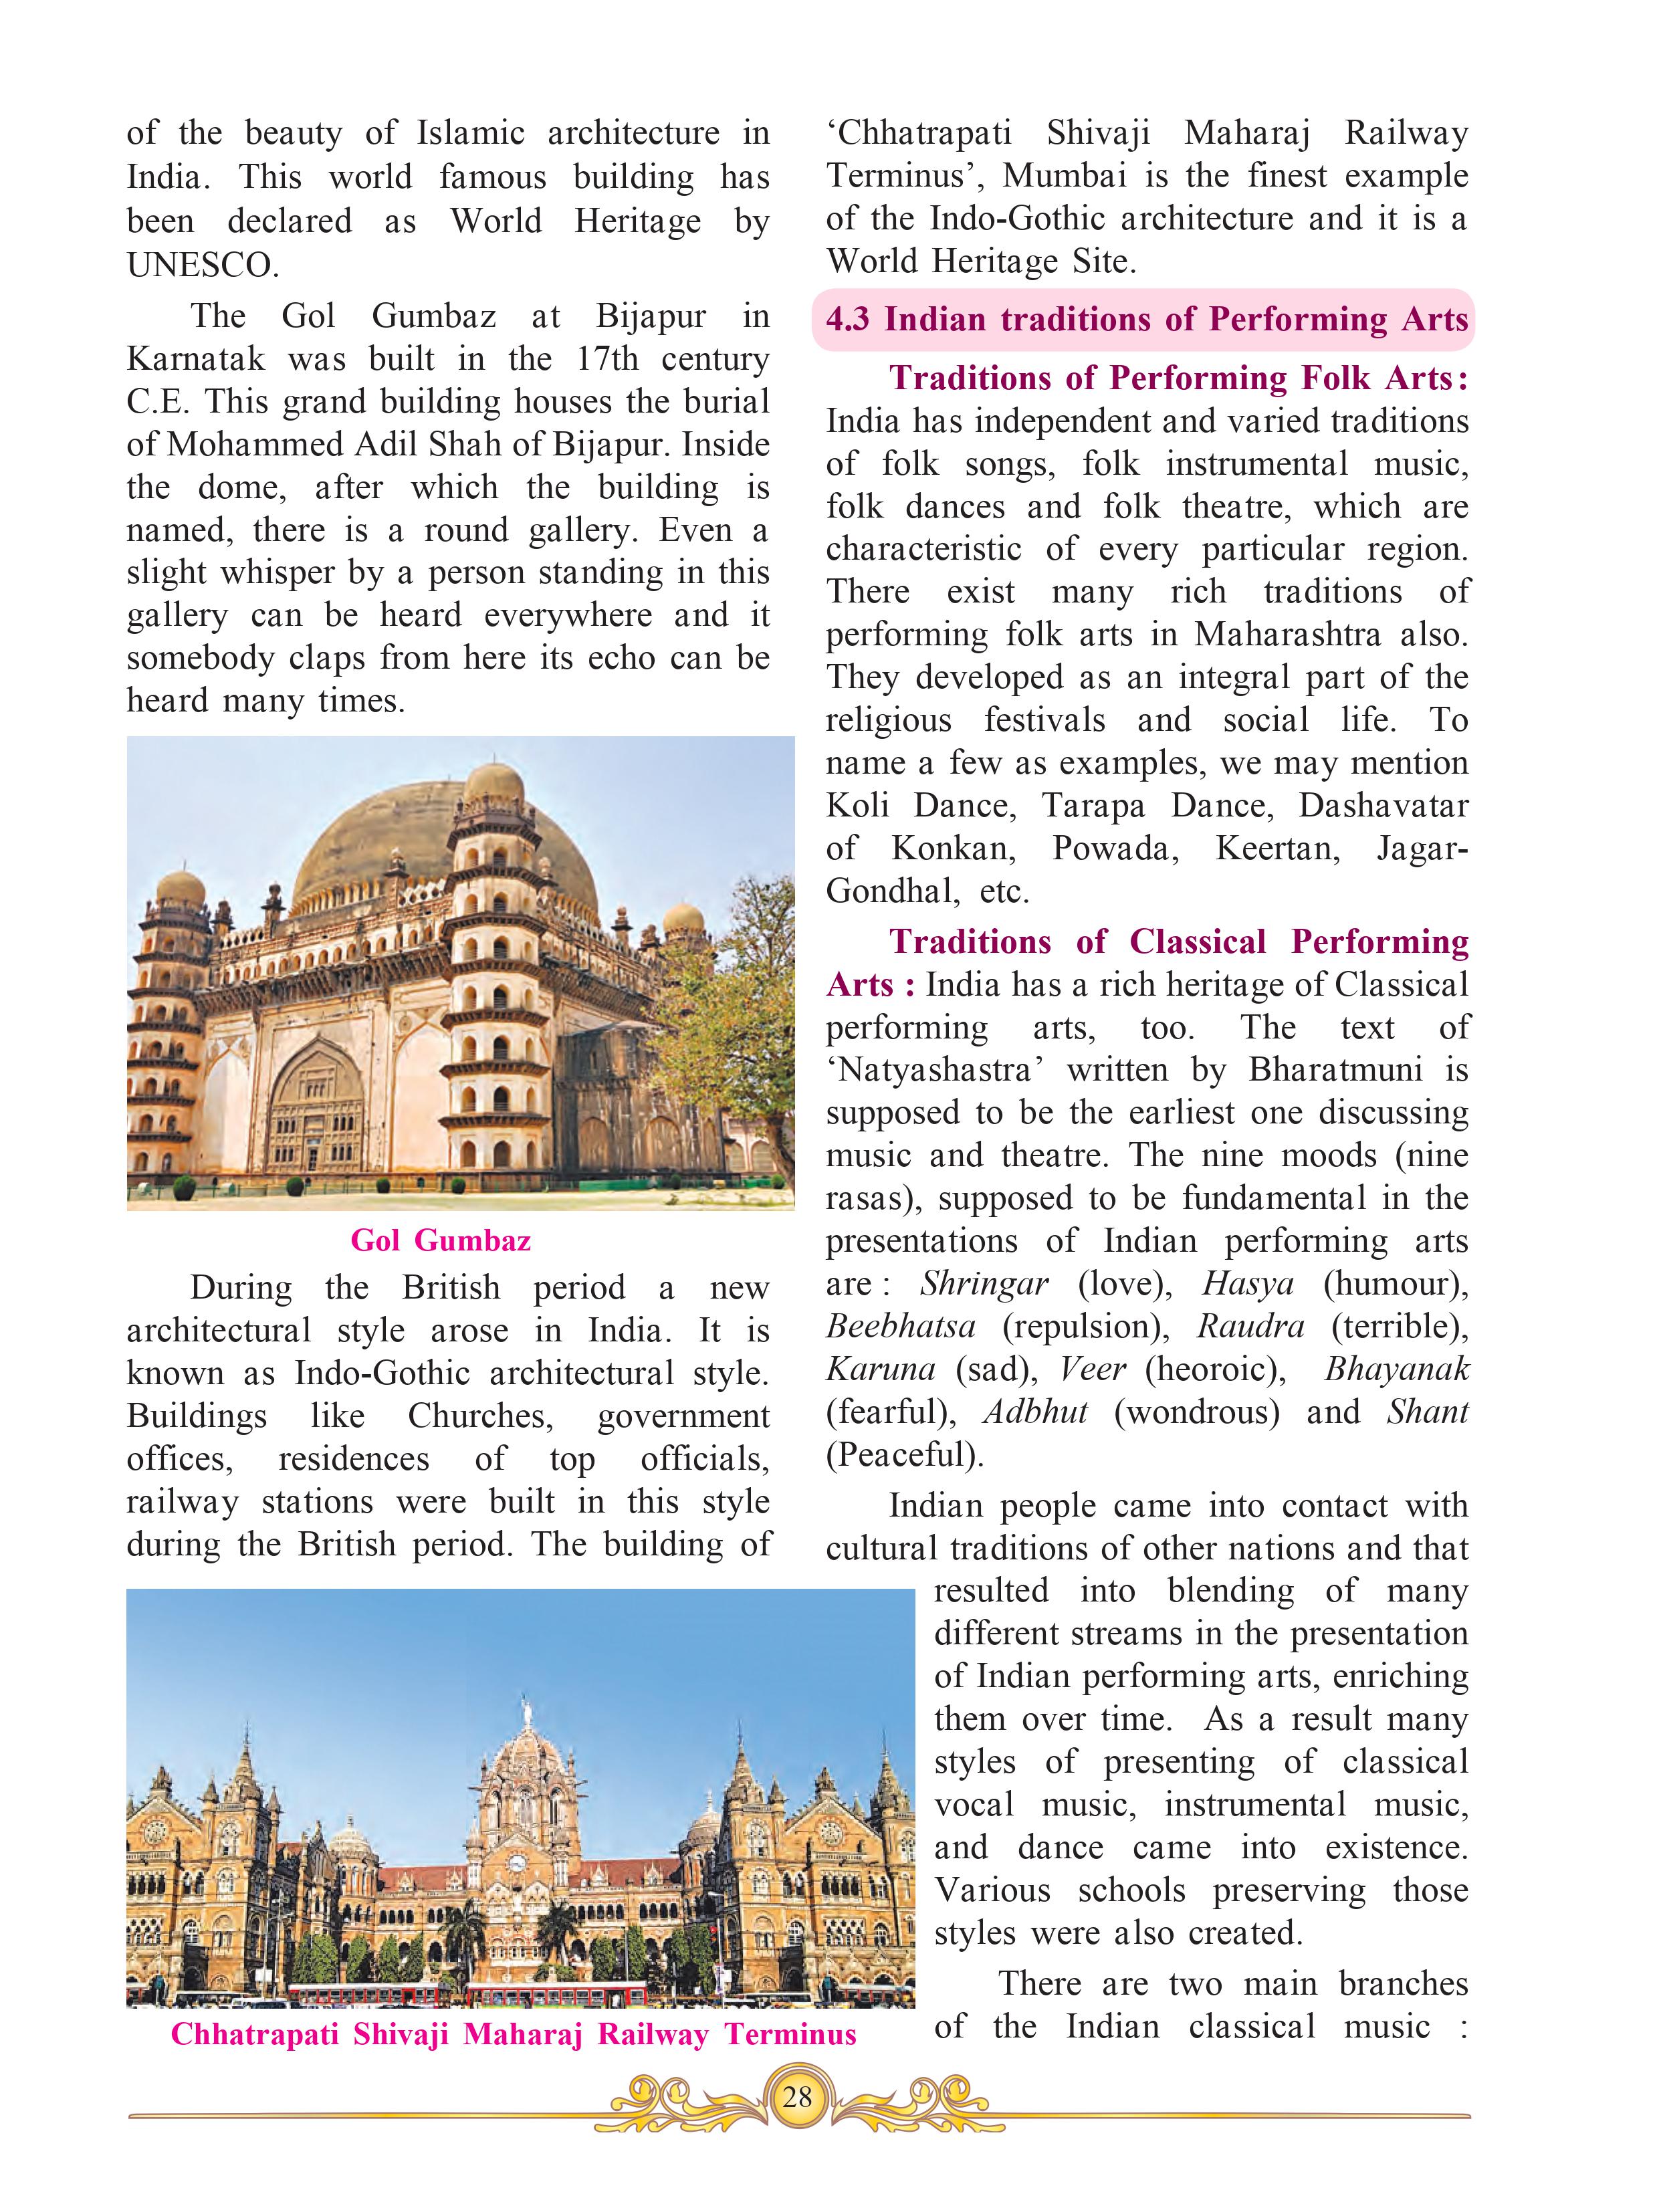 of the beauty of Islamic architecture in
India. This world famous building has
been declared as World Heritage by
UNESCO.
The Gol Gumbaz at Bijapur in
Karnatak was built in the 17th century
C.E. This grand building houses the burial
of Mohammed Adil Shah of Bijapur. Inside
the dome, after which the building is
named, there is a round gallery. Even a
slight whisper by a person standing in this
gallery can be heard everywhere and it
somebody claps from here its echo can be
heard many times.
Gol Gumbaz
During the British period a new
architectural style arose in India. It is
known as Indo-Gothic architectural style.
Buildings like Churches, government
offices, residences of top officials,
railway stations were built in this style
during the British period. The building of
Chhatrapati Shivaji Maharaj Railway Terminus
‘Chhatrapati Shivaji Maharaj Railway
Terminus’, Mumbai is the finest example
of the Indo-Gothic architecture and it is a
World Heritage Site.
4.3 Indian traditions of Performing Arts
Traditions of Performing Folk Arts :
India has independent and varied traditions
of folk songs, folk instrumental music,
folk dances and folk theatre, which are
characteristic of every particular region.
There exist many rich traditions of
performing folk arts in Maharashtra also.
They developed as an integral part of the
religious festivals and social life. To
name a few as examples, we may mention
Koli Dance, Tarapa Dance, Dashavatar
of Konkan, Powada, Keertan, Jagar-
Gondhal, etc.
Traditions of Classical Performing
Arts : India has a rich heritage of Classical
performing arts, too. The text of
‘Natyashastra’ written by Bharatmuni is
supposed to be the earliest one discussing
music and theatre. The nine moods (nine
rasas), supposed to be fundamental in the
presentations of Indian performing arts
are : Shringar (love), Hasya (humour),
Beebhatsa (repulsion), Raudra (terrible),
Karuna (sad), Veer (heoroic), Bhayanak
(fearful), Adbhut (wondrous) and Shant
(Peaceful).
Indian people came into contact with
cultural traditions of other nations and that
resulted into blending of many
different streams in the presentation
of Indian performing arts, enriching
them over time. As a result many
styles of presenting of classical
vocal music, instrumental music,
and dance came into existence.
Various schools preserving those
styles were also created.
There are two main branches
of the Indian classical music :
28